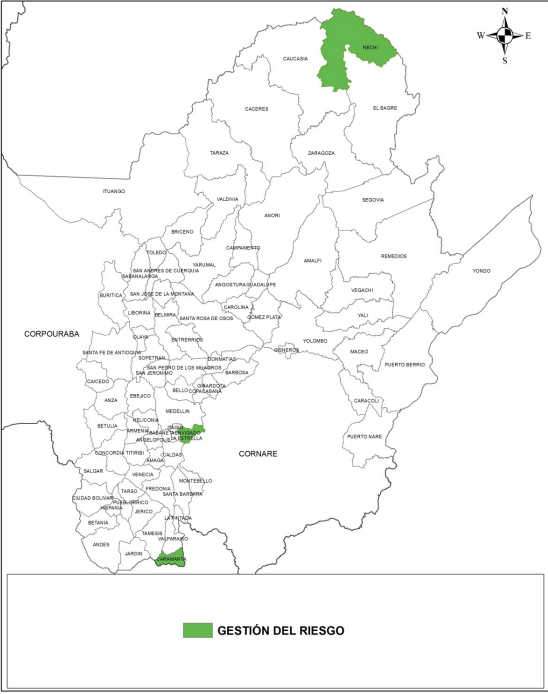 N
W E
S
NECHI
CAUCASIA
EL BAGRE
CACERES
TARAZA
ZARAGOZA
ITUANGO
VALDIVIA
SEGOVIA
ANORI
BRICENO
CAMPAMENTO
TOLEDO
YARUMAL
AMALFI
REMEDIOS
YONDO
SAN ANDRES DE CUERQUIA
SABANALARGA
ANGOSTURA
GUADALUPE
VEGACHI
BURITICA
SAN JOSE DE LA MONTANA
CAROLINA
LIBORINA
BELMIRA
SANTA ROSA DE OSOS
GOMEZ PLATA
YALI
CORPOURABA
OLAYA
ENTRERRIOS
CISNEROS
YOLOMBO
SANTA FE DE ANTIOQUIA
SOPETRAN
DONMATIAS
MACEO
PUERTO BERRIO
SAN PEDRO DE LOS MILAGROS
SAN JERONIMO
BARBOSA
CAICEDO
GIRARDOTA
BELLO
COPACABANA
ANZA
EBEJICO
CARACOLI
MEDELLIN
HELICONIA
BETULIA
ARMENIA
ITAGUI
SABANETA
ENVIGADO
PUERTO NARE
ANGELOPOLIS
LA ESTRELLA
CONCORDIA
TITIRIBI
CALDAS
CORNARE
AMAGA
SALGAR
VENECIA
MONTEBELLO
CIUDAD BOLIVAR
TARSO
FREDONIA
SANTA BARBARA
PUEBLORRICO
HISPANIA
JERICO
BETANIA
LA PINTADA
TAMESIS
VALPARAISO
ANDES
JARDIN
CARAMANTA
GESTIÓN DEL RIESGO